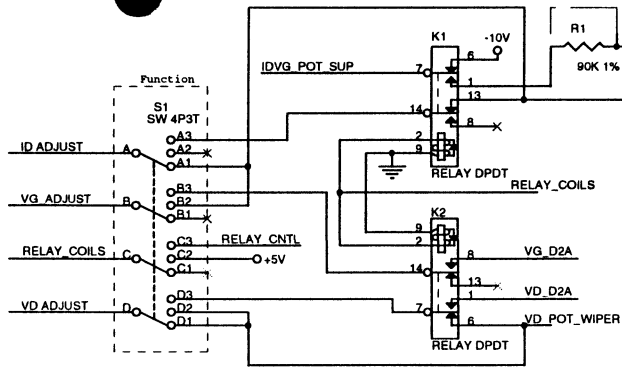 K1
-10V
R1
90K 1%
IDVG_POT_SUP
6
7
1
13
14
8
2
9
RELAY DPDT
Function
S1
SW 4P3T
ID ADJUST
A
A3
A2
A1
VG_ADJUST
B
B3
B2
B1
RELAY_COILS
RELAY_COILS
C
C3
C2
C1
RELAY_CNTL
+5V
VD ADJUST
D
D3
D2
D1
K2
9
2
14
8
VG_D2A
13
1
VD_D2A
7
6
VD_POT_WIPER
RELAY DPDT